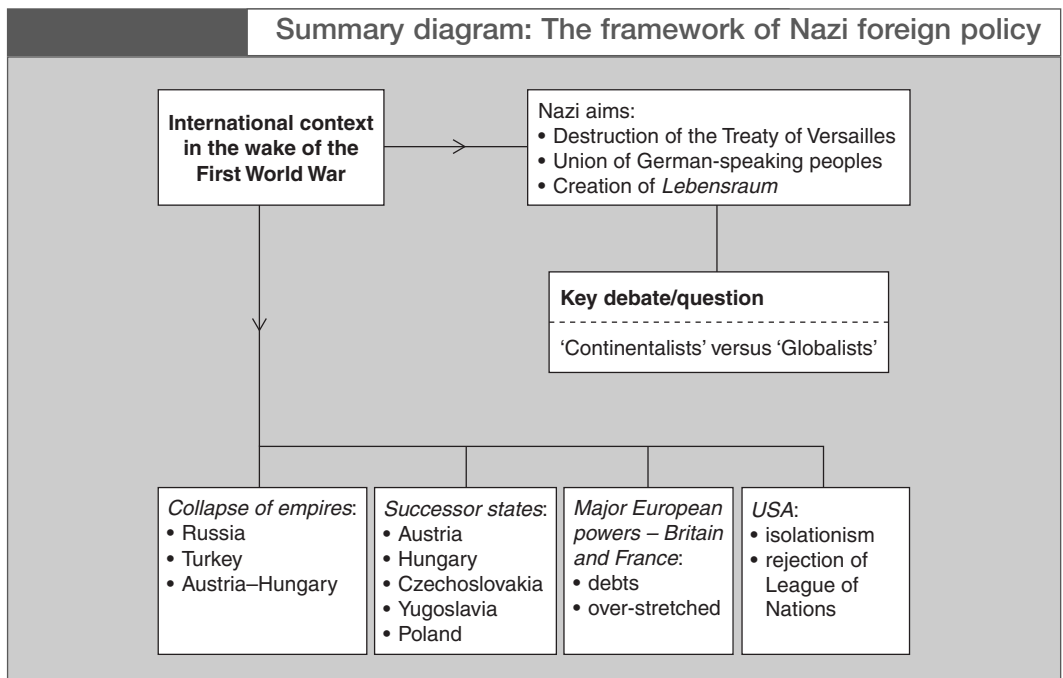 Summary diagram: The framework of Nazi foreign policy
International context
in the wake of the
First World War
Nazi aims:
• Destruction of the Treaty of Versailles
• Union of German-speaking peoples
• Creation of Lebensraum
Key debate/question
‘Continentalists’ versus ‘Globalists’
Collapse of empires:
• Russia
• Turkey
• Austria–Hungary
Successor states:
• Austria
• Hungary
• Czechoslovakia
• Yugoslavia
• Poland
Major European
powers – Britain
and France:
• debts
• over-stretched
USA:
• isolationism
• rejection of
League of
Nations